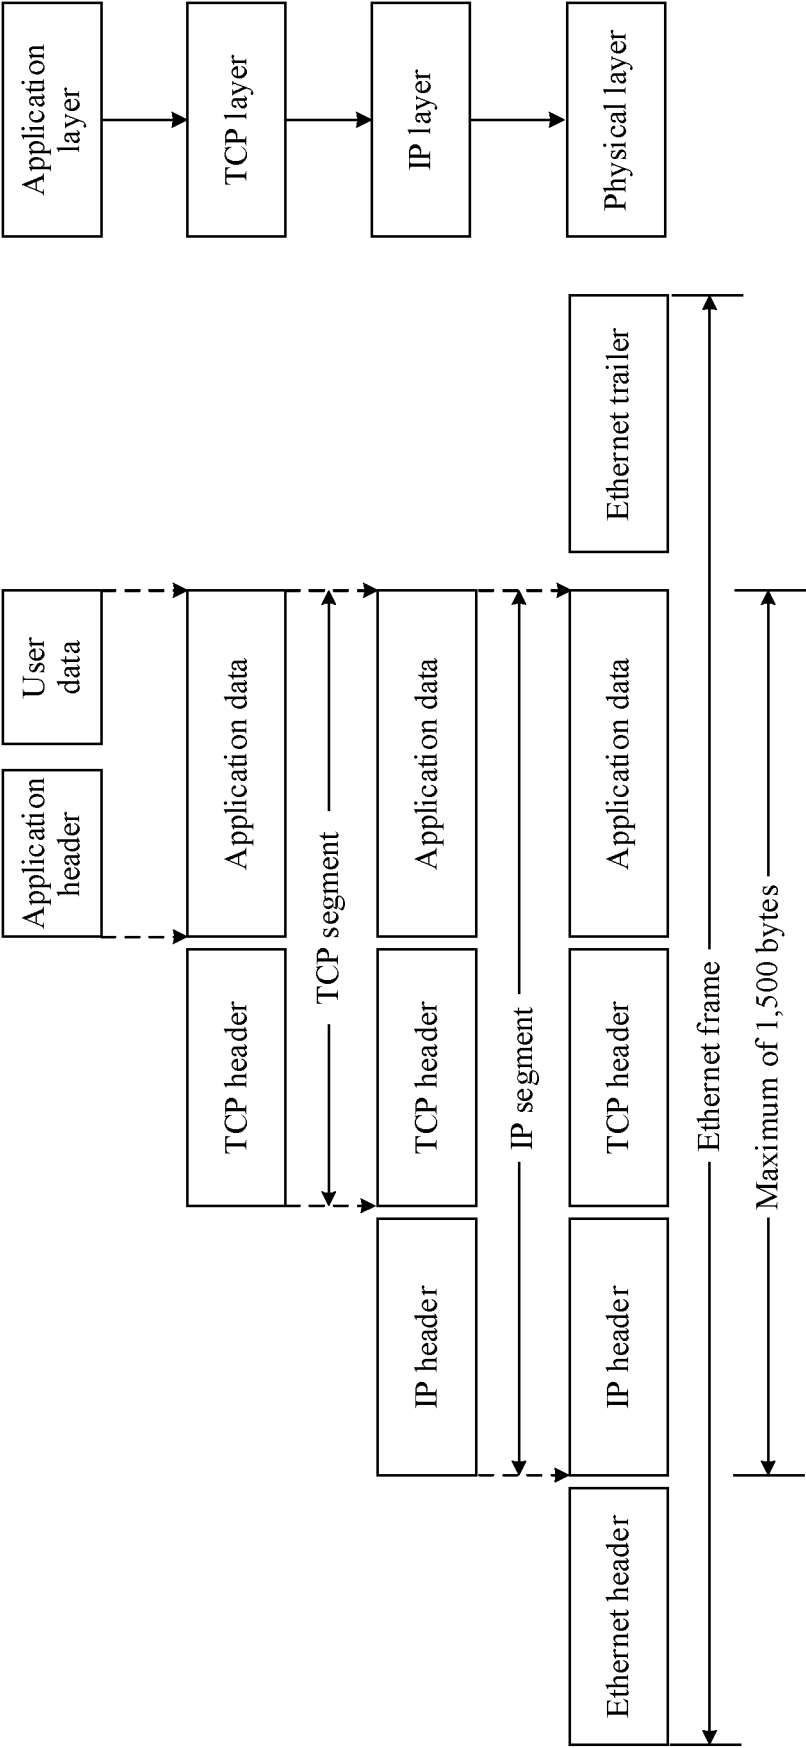 Application
header
User
data
Application
layer
TCP header
Application data
TCP layer
TCP segment
IP header
TCP header
Application data
IP layer
IP segment
Ethernet header
IP header
TCP header
Application data
Ethernet trailer
Physical layer
Ethernet frame
Maximum of 1,500 bytes